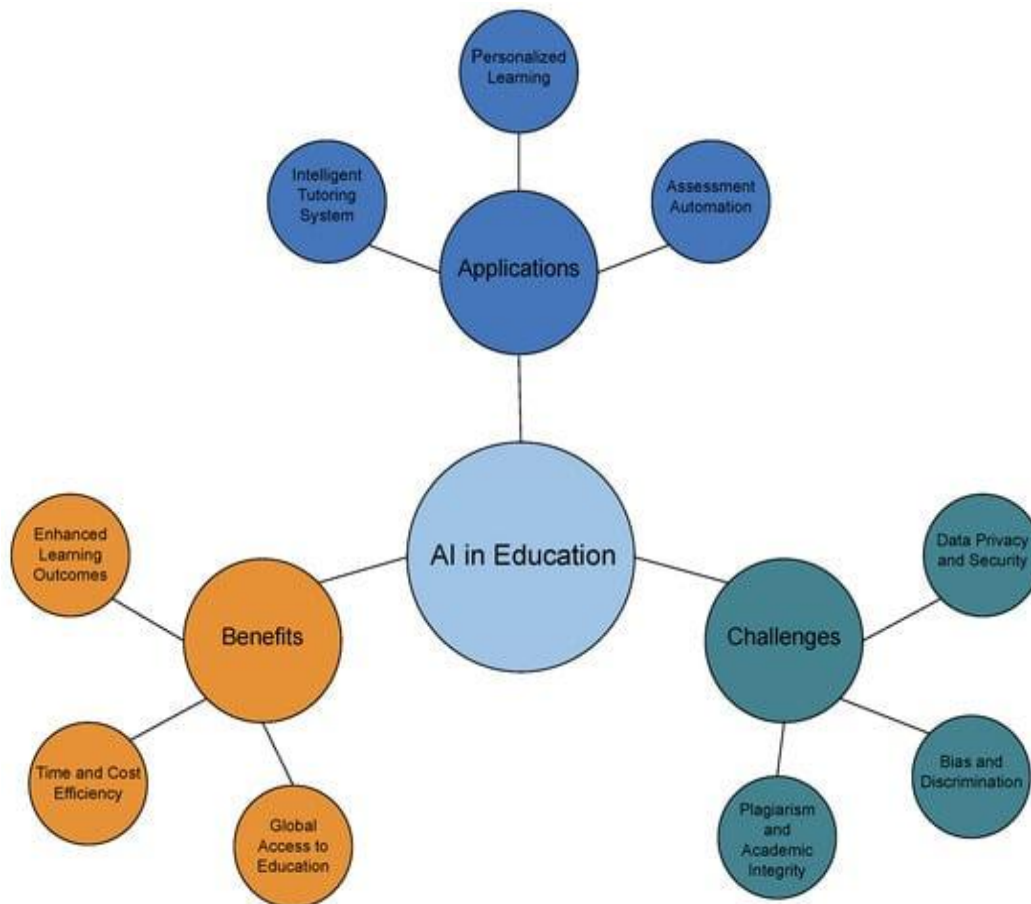 Personalized
Learning
Intelligent
Tutoring
System
Assessment
Automation
Applications
AI in Education
Enhanced
Learning
Outcomes
Benefits
Time and Cost
Efficiency
Global
Access to
Education
Challenges
Data Privacy
and Security
Bias and
Discrimination
Plagiarism
and
Academic
Integrity